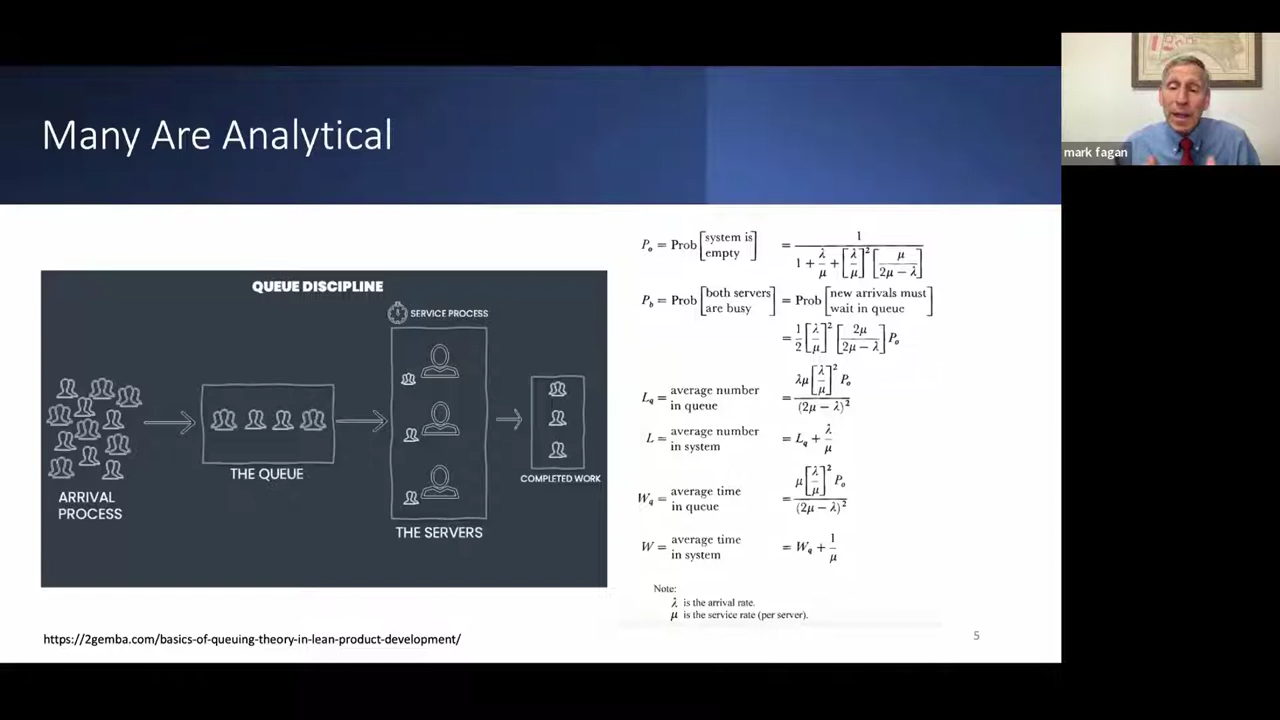 Many Are Analytical
mark fagan
QUEUE DISCIPLINE
SERVICE PROCESS
ARRIVAL
PROCESS
THE QUEUE
THE SERVERS
COMPLETED WORK
P₀ = Prob [system is empty] = 1 / (1 + λ/μ + [λ/μ]² [μ / (2μ − λ)])
P_b = Prob [both servers are busy] = Prob [new arrivals must wait in queue]
= 1/2 [λ/μ]² [2μ / (2μ − λ)] P₀
L_q = average number in queue = λμ [λ/μ]² P₀ / (2μ − λ)²
L = average number in system = L_q + λ/μ
W_q = average time in queue = μ [λ/μ]² P₀ / (2μ − λ)²
W = average time in system = W_q + 1/μ
Note:
λ is the arrival rate.
μ is the service rate (per server).
https://2gemba.com/basics-of-queuing-theory-in-lean-product-development/
5